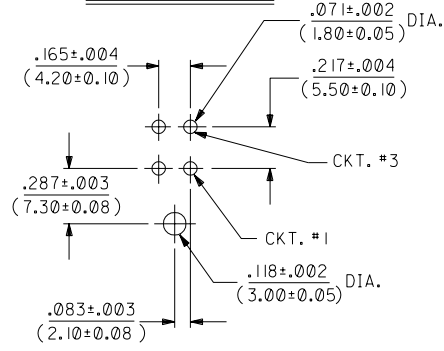 .071±.002 DIA.
(1.80±0.05)
.165±.004
(4.20±0.10)
.217±.004
(5.50±0.10)
CKT. #3
.287±.003
(7.30±0.08)
CKT. #1
.118±.002 DIA.
(3.00±0.05)
.083±.003
(2.10±0.08)